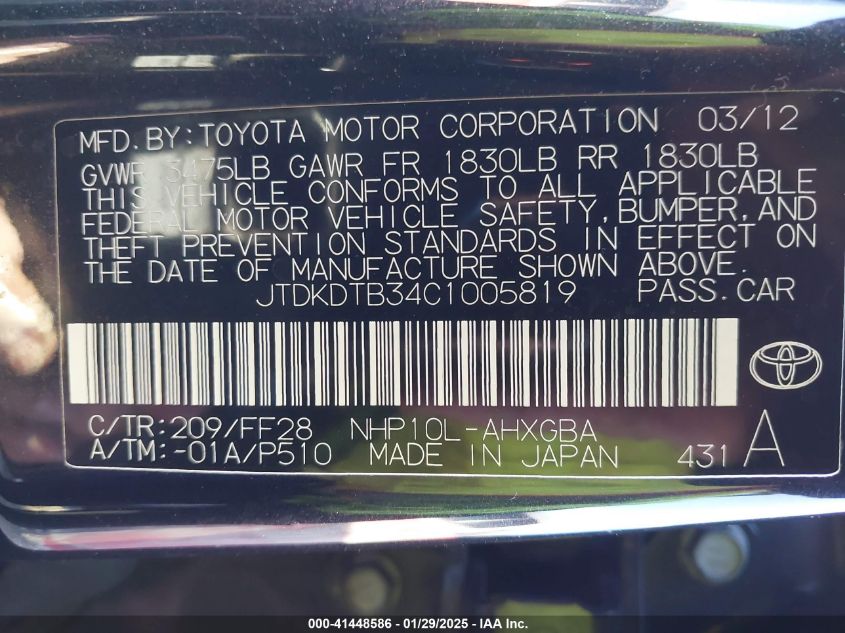 MFD. BY: TOYOTA MOTOR CORPORATION 03/12
GVWR 3475LB GAWR FR 1830LB RR 1830LB
THIS VEHICLE CONFORMS TO ALL APPLICABLE
FEDERAL MOTOR VEHICLE SAFETY, BUMPER, AND
THEFT PREVENTION STANDARDS IN EFFECT ON
THE DATE OF MANUFACTURE SHOWN ABOVE.
JTDKDTB34C1005819 PASS. CAR
C/TR: 209/FF28 NHP10L-AHXGBA
A/TM: -01A/P510 MADE IN JAPAN 431 A
000-41448586 - 01/29/2025 - IAA Inc.